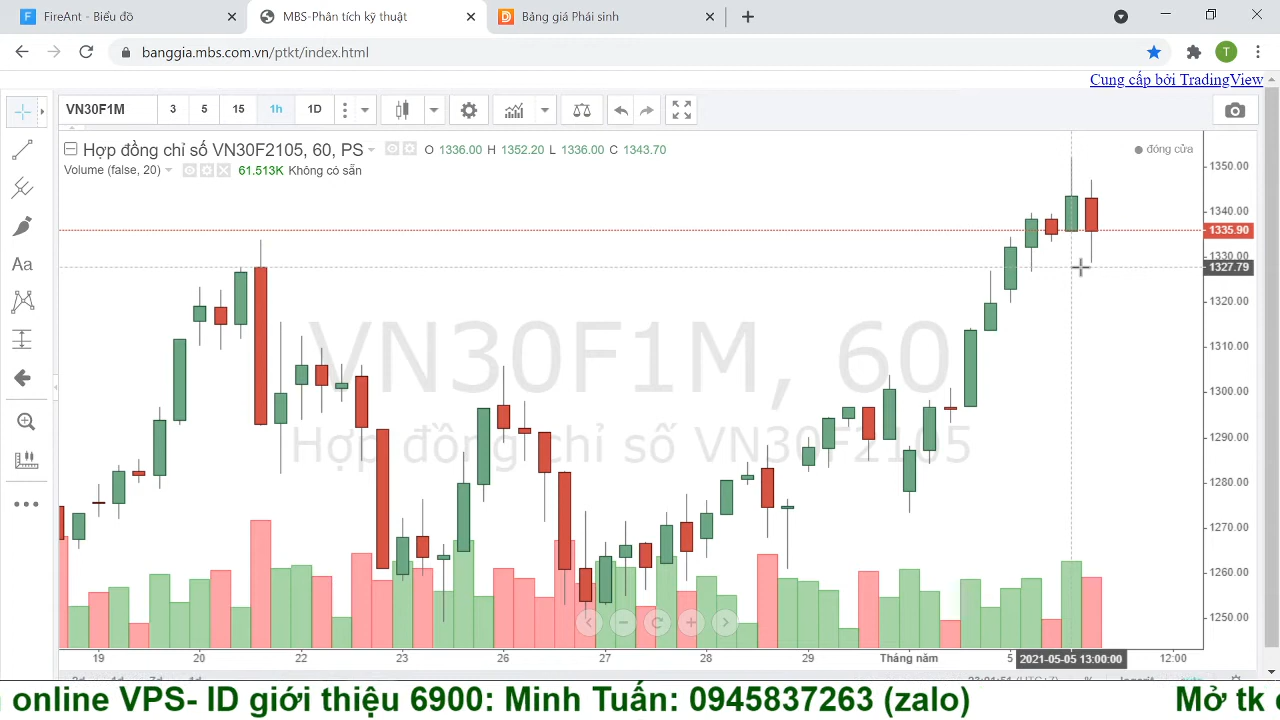 FireAnt - Biểu đồ
MBS-Phân tích kỹ thuật
Bảng giá Phái sinh
banggia.mbs.com.vn/ptkt/index.html
T
Cung cấp bởi TradingView
VN30F1M 3 5 15 1h 1D
Hợp đồng chỉ số VN30F2105, 60, PS O 1336.00 H 1352.20 L 1336.00 C 1343.70
đóng cửa
Volume (false, 20) 61.513K Không có sẵn
Aa
1350.00
1340.00
1335.90
1330.00
1327.79
1320.00
1310.00
1300.00
1290.00
1280.00
1270.00
1260.00
1250.00
VN30F1M, 60
Hợp đồng chỉ số VN30F2105
19 20 22 23 26 27 28 29 Tháng năm 5 2021-05-05 13:00:00 12:00
online VPS- ID giới thiệu 6900: Minh Tuấn: 0945837263 (zalo) Mở tk